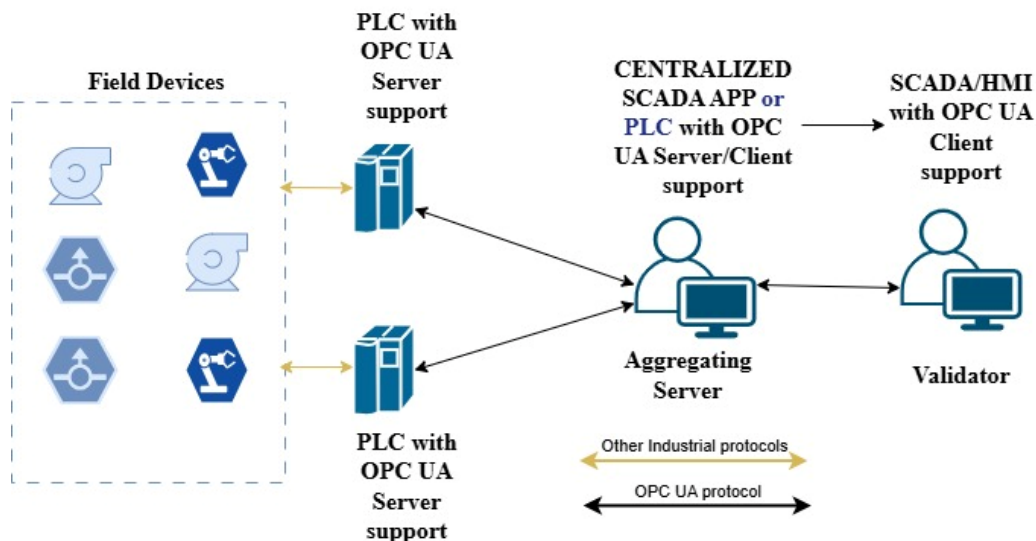 Field Devices
PLC with
OPC UA
Server
support
CENTRALIZED
SCADA APP or
PLC with OPC
UA Server/Client
support
SCADA/HMI
with OPC UA
Client
support
Aggregating
Server
Validator
PLC with
OPC UA
Server
support
Other Industrial protocols
OPC UA protocol